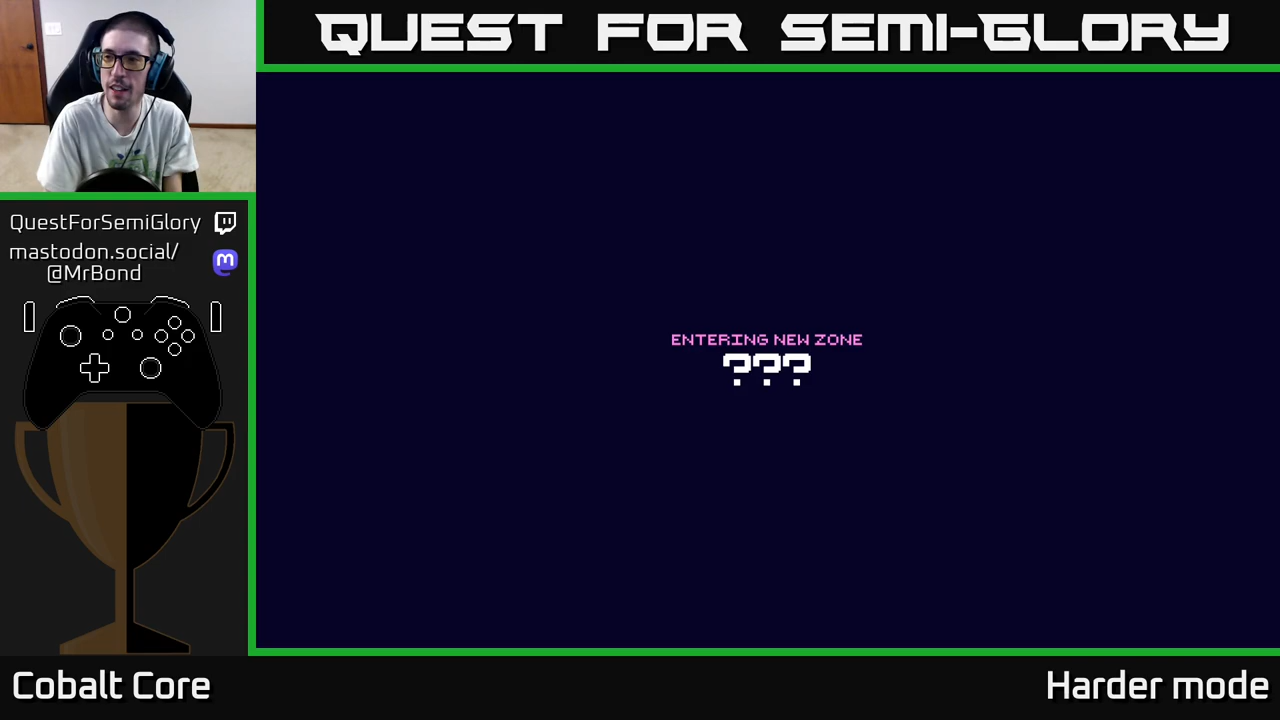 QUEST FOR SEMI-GLORY
QuestForSemiGlory
mastodon.social/
@MrBond
ENTERING NEW ZONE
???
Cobalt Core
Harder mode